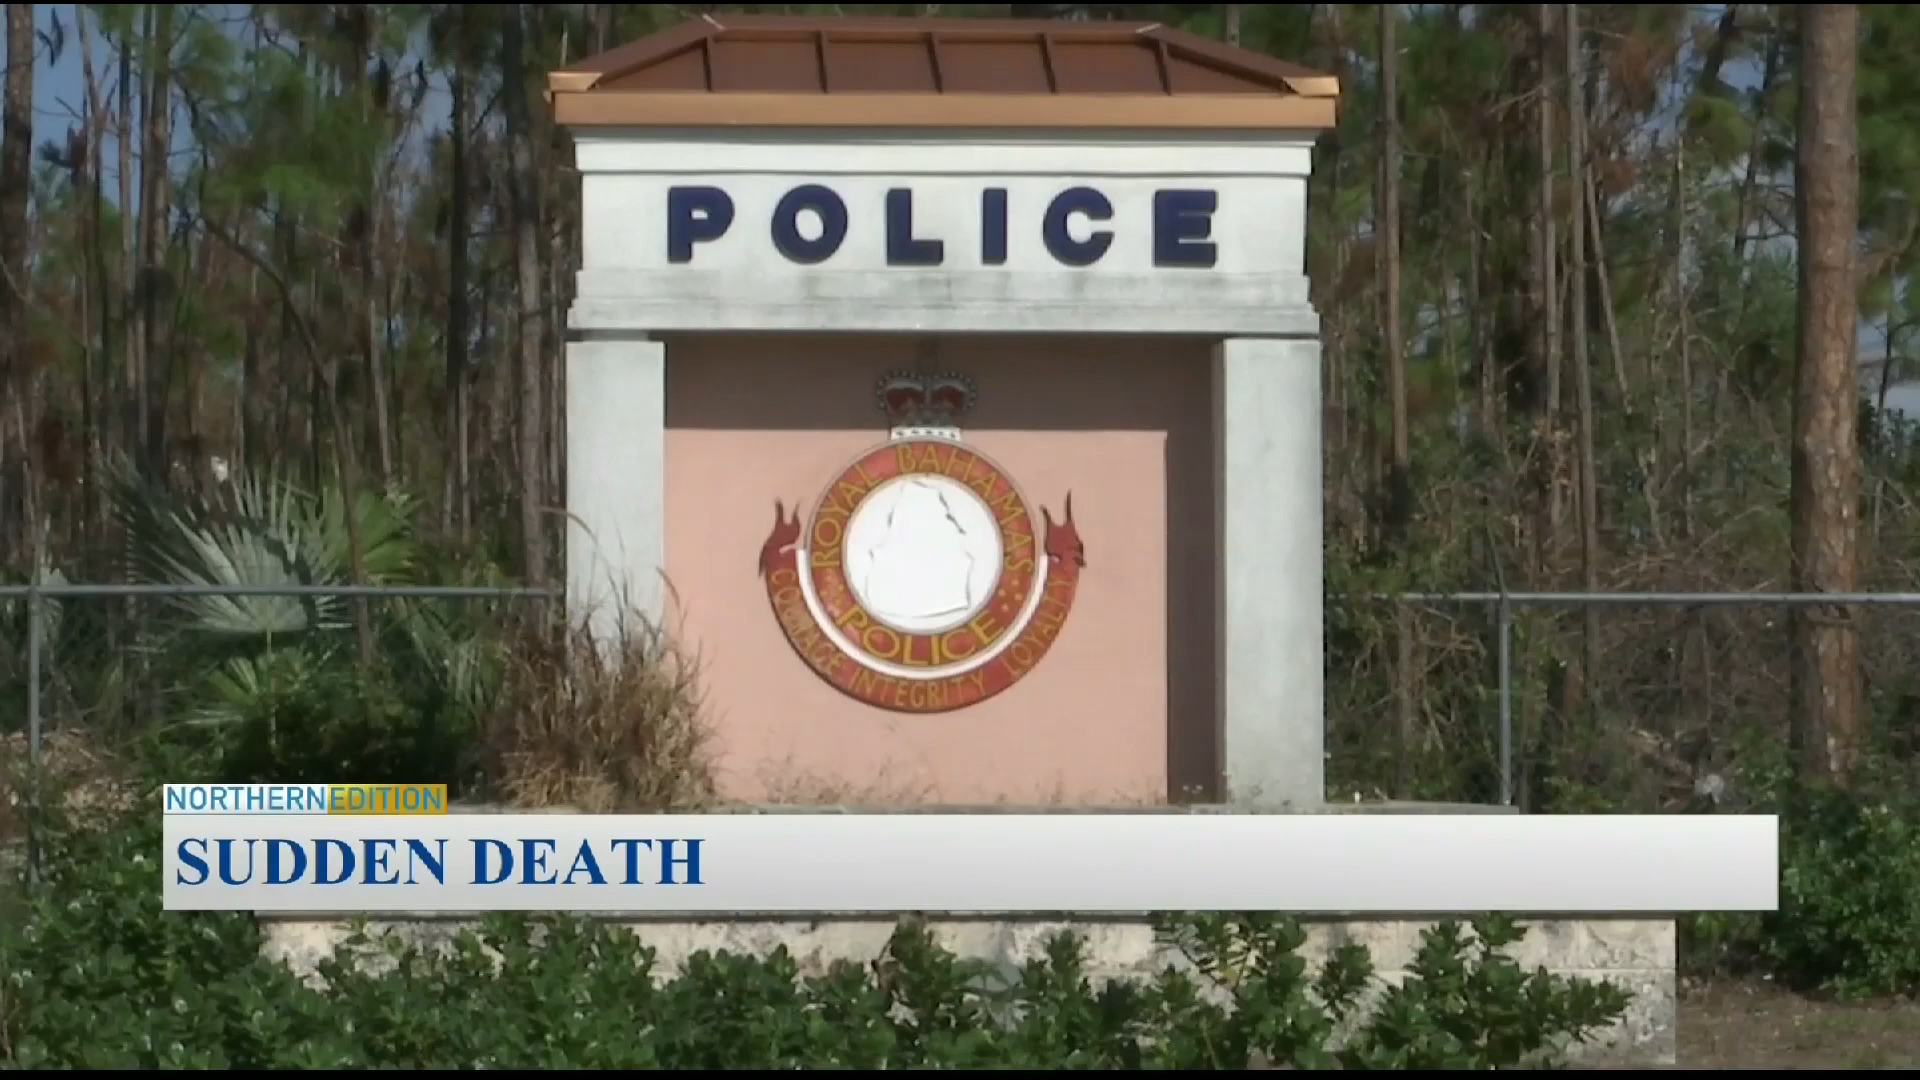 POLICE
ROYAL BAHAMAS
POLICE
COURAGE INTEGRITY LOYALTY
NORTHERNEDITION
SUDDEN DEATH